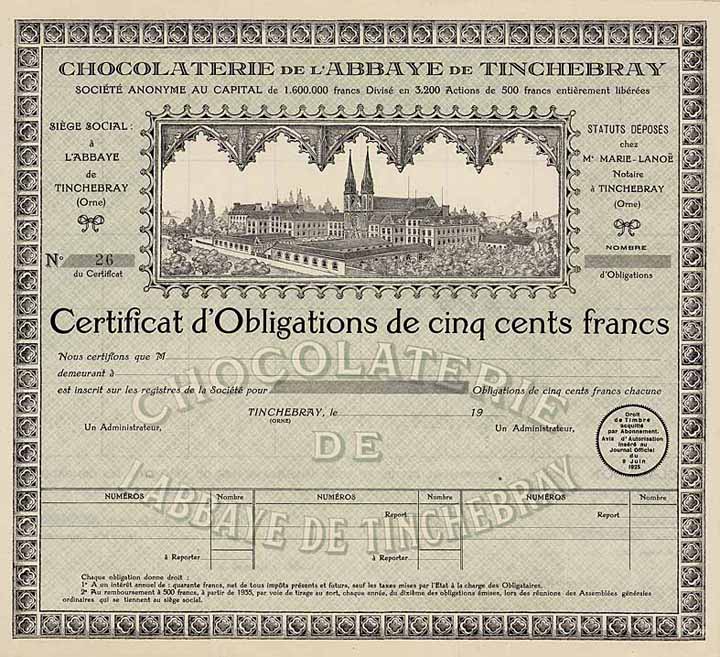 CHOCOLATERIE DE L'ABBAYE DE TINCHEBRAY
SOCIÉTÉ ANONYME AU CAPITAL de 1.600.000 francs Divisé en 3.200 Actions de 500 francs entièrement libérées
SIÈGE SOCIAL :
à
L'ABBAYE
de
TINCHEBRAY
(Orne)
STATUTS DÉPOSÉS
chez
Me MARIE-LANOË
Notaire
à TINCHEBRAY
(Orne)
No 26
du Certificat
NOMBRE
d'Obligations
Certificat d'Obligations de cinq cents francs
Nous certifions que M
demeurant à
est inscrit sur les registres de la Société pour Obligations de cinq cents francs chacune
TINCHEBRAY, le 19
(ORNE)
Un Administrateur, Un Administrateur,
Droit
de Timbre
acquitté
par Abonnement.
Avis d'Autorisation
inséré au
Journal Officiel
du
9 Juin
1925
CHOCOLATERIE
DE
L'ABBAYE DE TINCHEBRAY
NUMÉROS Nombre NUMÉROS Nombre NUMÉROS Nombre
Report Report
à Reporter à Reporter
Chaque obligation donne droit :
1o A un intérêt annuel de : quarante francs, net de tous impôts présents et futurs, sauf les taxes mises par l'Etat à la charge des Obligataires.
2o Au remboursement à 500 francs, à partir de 1935, par voie de tirage au sort, chaque année, du dixième des obligations émises, lors des réunions des Assemblées générales
ordinaires qui se tiennent au siège social.